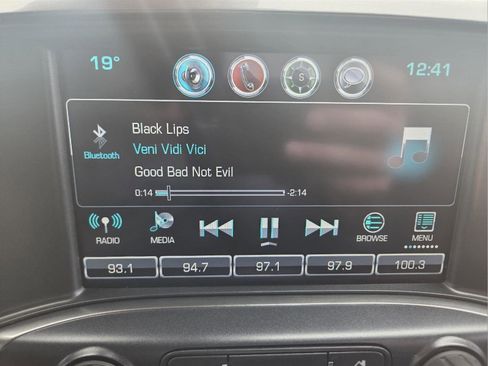 19° 12:41
S
Black Lips
Bluetooth Veni Vidi Vici
Good Bad Not Evil
0:14 -2:14
RADIO MEDIA BROWSE MENU
93.1 94.7 97.1 97.9 100.3